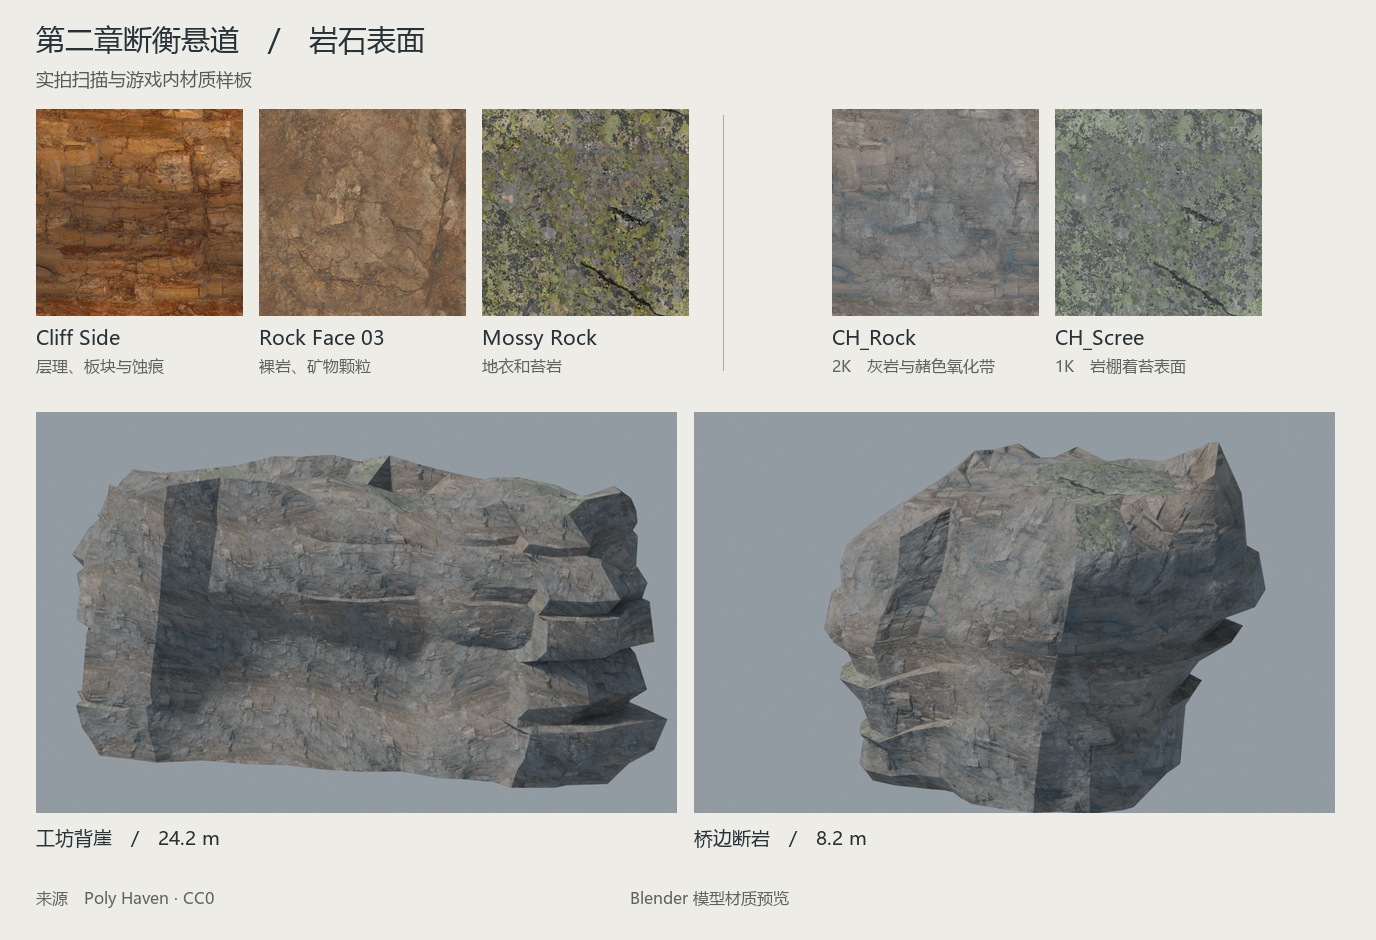 第二章断衡悬道 / 岩石表面
实拍扫描与游戏内材质样板
Cliff Side
层理、板块与蚀痕
Rock Face 03
裸岩、矿物颗粒
Mossy Rock
地衣和苔岩
CH_Rock
2K 灰岩与赭色氧化带
CH_Scree
1K 岩棚着苔表面
工坊背崖 / 24.2 m
桥边断岩 / 8.2 m
来源 Poly Haven · CC0
Blender 模型材质预览